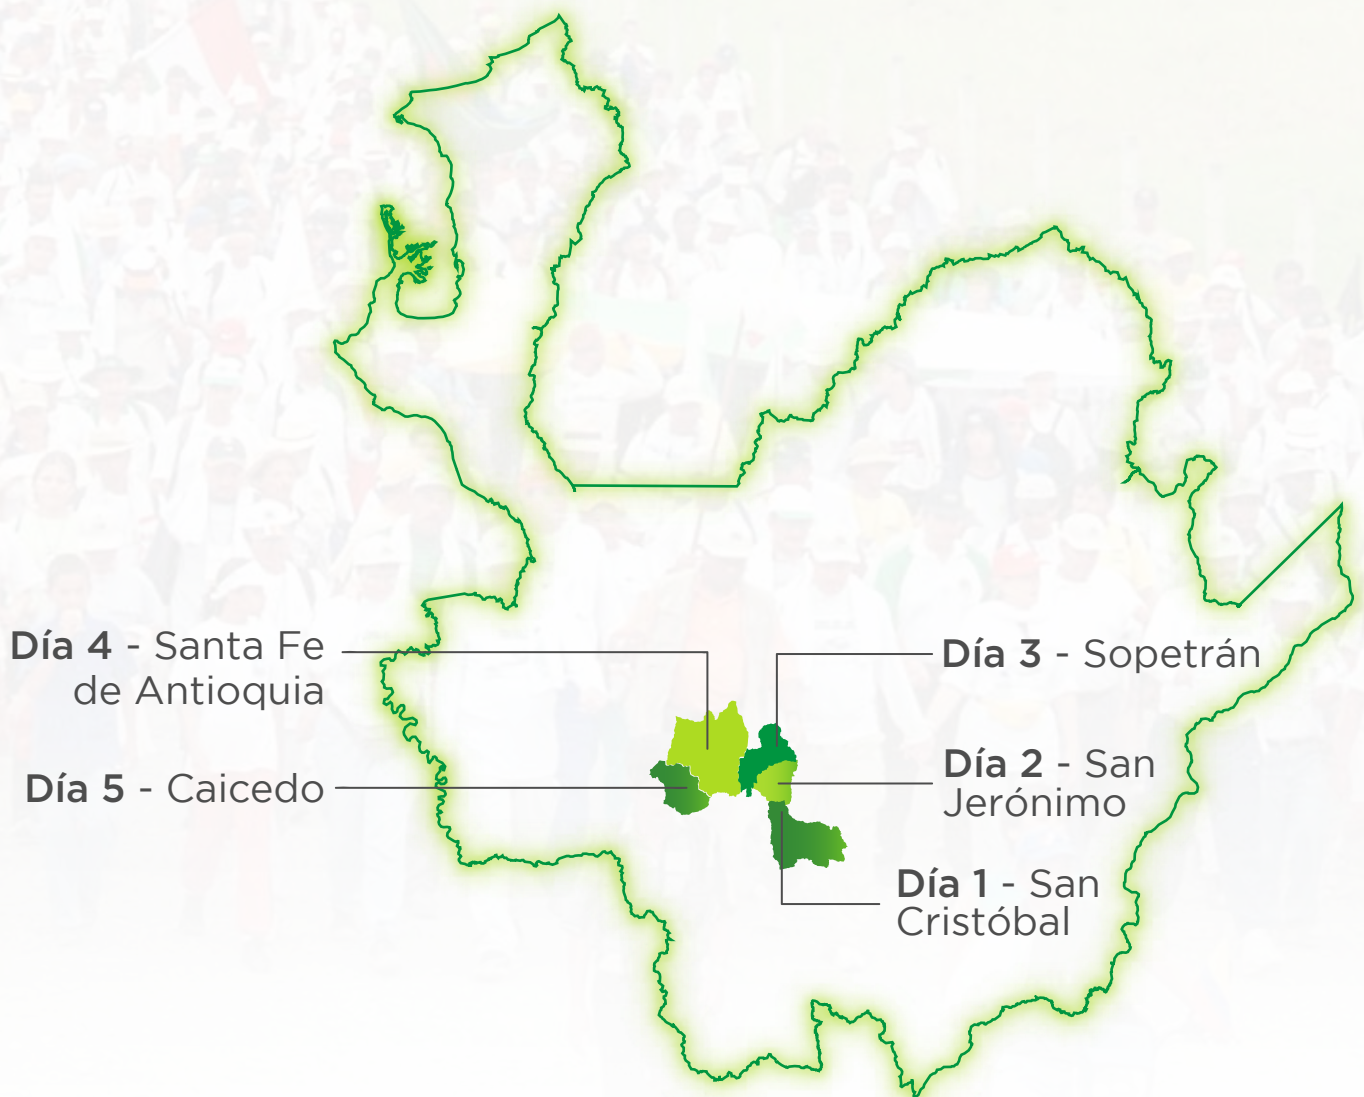 Día 4 - Santa Fe
de Antioquia
Día 5 - Caicedo
Día 3 - Sopetrán
Día 2 - San
Jerónimo
Día 1 - San
Cristóbal